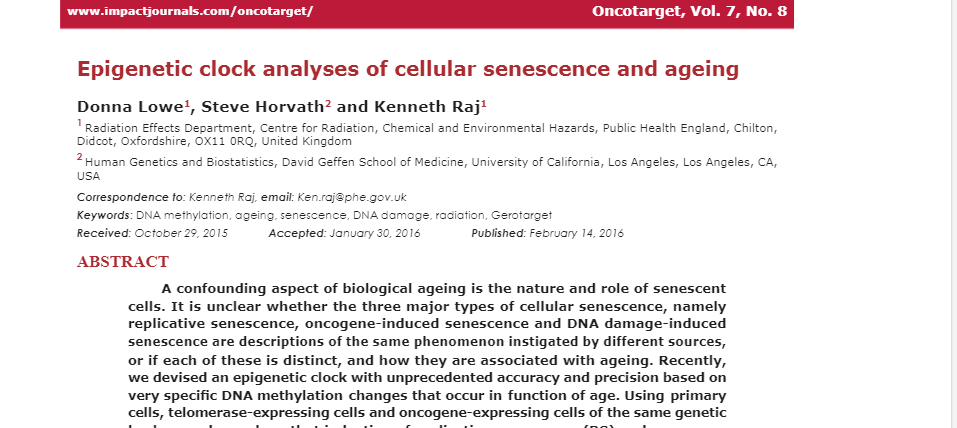 www.impactjournals.com/oncotarget/ Oncotarget, Vol. 7, No. 8
Epigenetic clock analyses of cellular senescence and ageing
Donna Lowe1, Steve Horvath2 and Kenneth Raj1
1 Radiation Effects Department, Centre for Radiation, Chemical and Environmental Hazards, Public Health England, Chilton,
Didcot, Oxfordshire, OX11 0RQ, United Kingdom
2 Human Genetics and Biostatistics, David Geffen School of Medicine, University of California, Los Angeles, Los Angeles, CA,
USA
Correspondence to: Kenneth Raj, email: Ken.raj@phe.gov.uk
Keywords: DNA methylation, ageing, senescence, DNA damage, radiation, Gerotarget
Received: October 29, 2015 Accepted: January 30, 2016 Published: February 14, 2016
ABSTRACT
A confounding aspect of biological ageing is the nature and role of senescent
cells. It is unclear whether the three major types of cellular senescence, namely
replicative senescence, oncogene-induced senescence and DNA damage-induced
senescence are descriptions of the same phenomenon instigated by different sources,
or if each of these is distinct, and how they are associated with ageing. Recently,
we devised an epigenetic clock with unprecedented accuracy and precision based on
very specific DNA methylation changes that occur in function of age. Using primary
cells, telomerase-expressing cells and oncogene-expressing cells of the same genetic